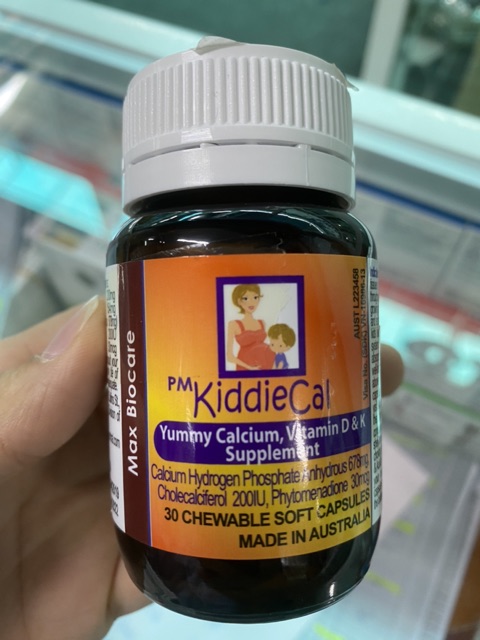 PM KiddieCal
Yummy Calcium, Vitamin D & K
Supplement
Calcium Hydrogen Phosphate Anhydrous 678mg,
Cholecalciferol 200IU, Phytomenadione 30mcg
30 CHEWABLE SOFT CAPSULES
MADE IN AUSTRALIA
Max Biocare
AUST L223458